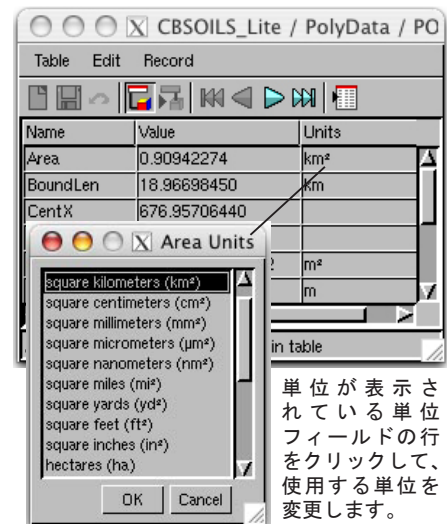 CBSOILS_Lite / PolyData / PO
Table Edit Record
Name Value Units
Area 0.90942274 km²
BoundLen 18.96698450 km
CentX 676.95706440
2 m²
m
in table
Area Units
square kilometers (km²)
square centimeters (cm²)
square millimeters (mm²)
square micrometers (µm²)
square nanometers (nm²)
square miles (mi²)
square yards (yd²)
square feet (ft²)
square inches (in²)
hectares (ha)
OK Cancel
単位が表示さ
れている単位
フィールドの行
をクリックして、
使用する単位を
変更します。